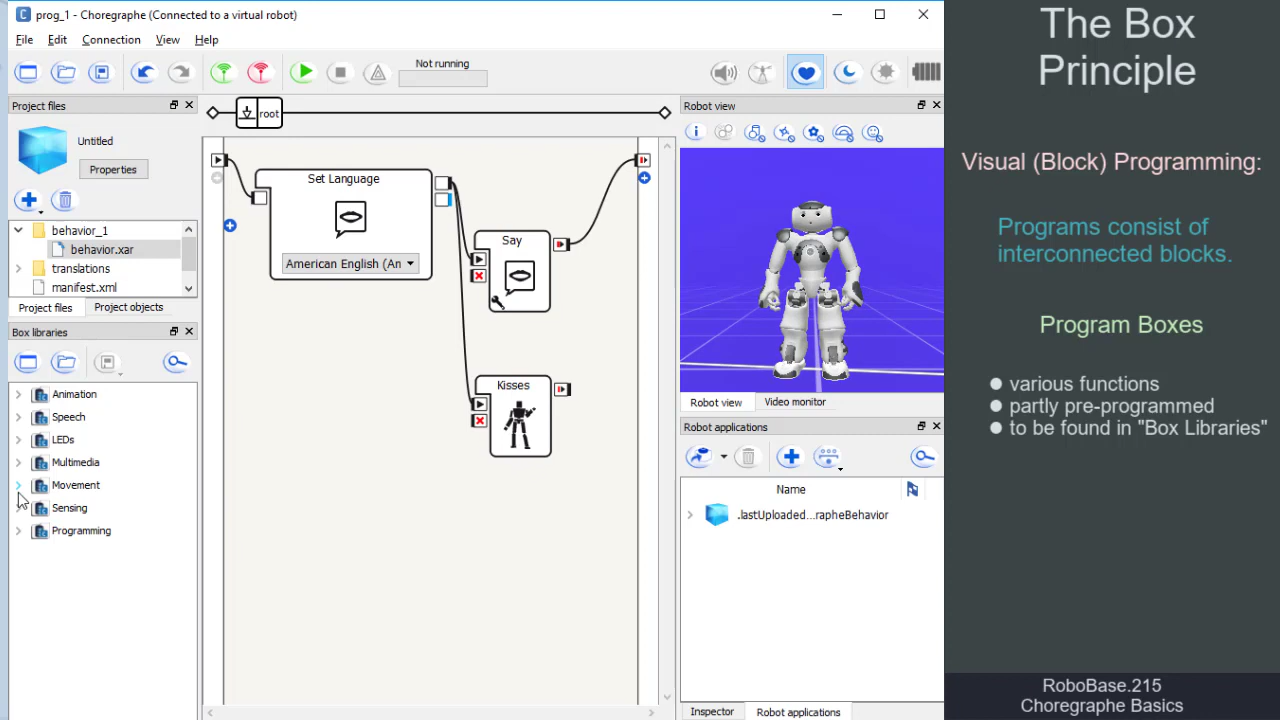 prog_1 - Choregraphe (Connected to a virtual robot)
File Edit Connection View Help
Not running
Project files
Untitled
Properties
behavior_1
behavior.xar
translations
manifest.xml
Project files Project objects
Box libraries
Animation
Speech
LEDs
Multimedia
Movement
Sensing
Programming
root
Set Language
American English (An
Say
Kisses
Robot view
Robot view Video monitor
Robot applications
Name
.lastUploaded...rapheBehavior
Inspector Robot applications
The Box
Principle
Visual (Block) Programming:
Programs consist of
interconnected blocks.
Program Boxes
● various functions
● partly pre-programmed
● to be found in "Box Libraries"
RoboBase.215
Choregraphe Basics